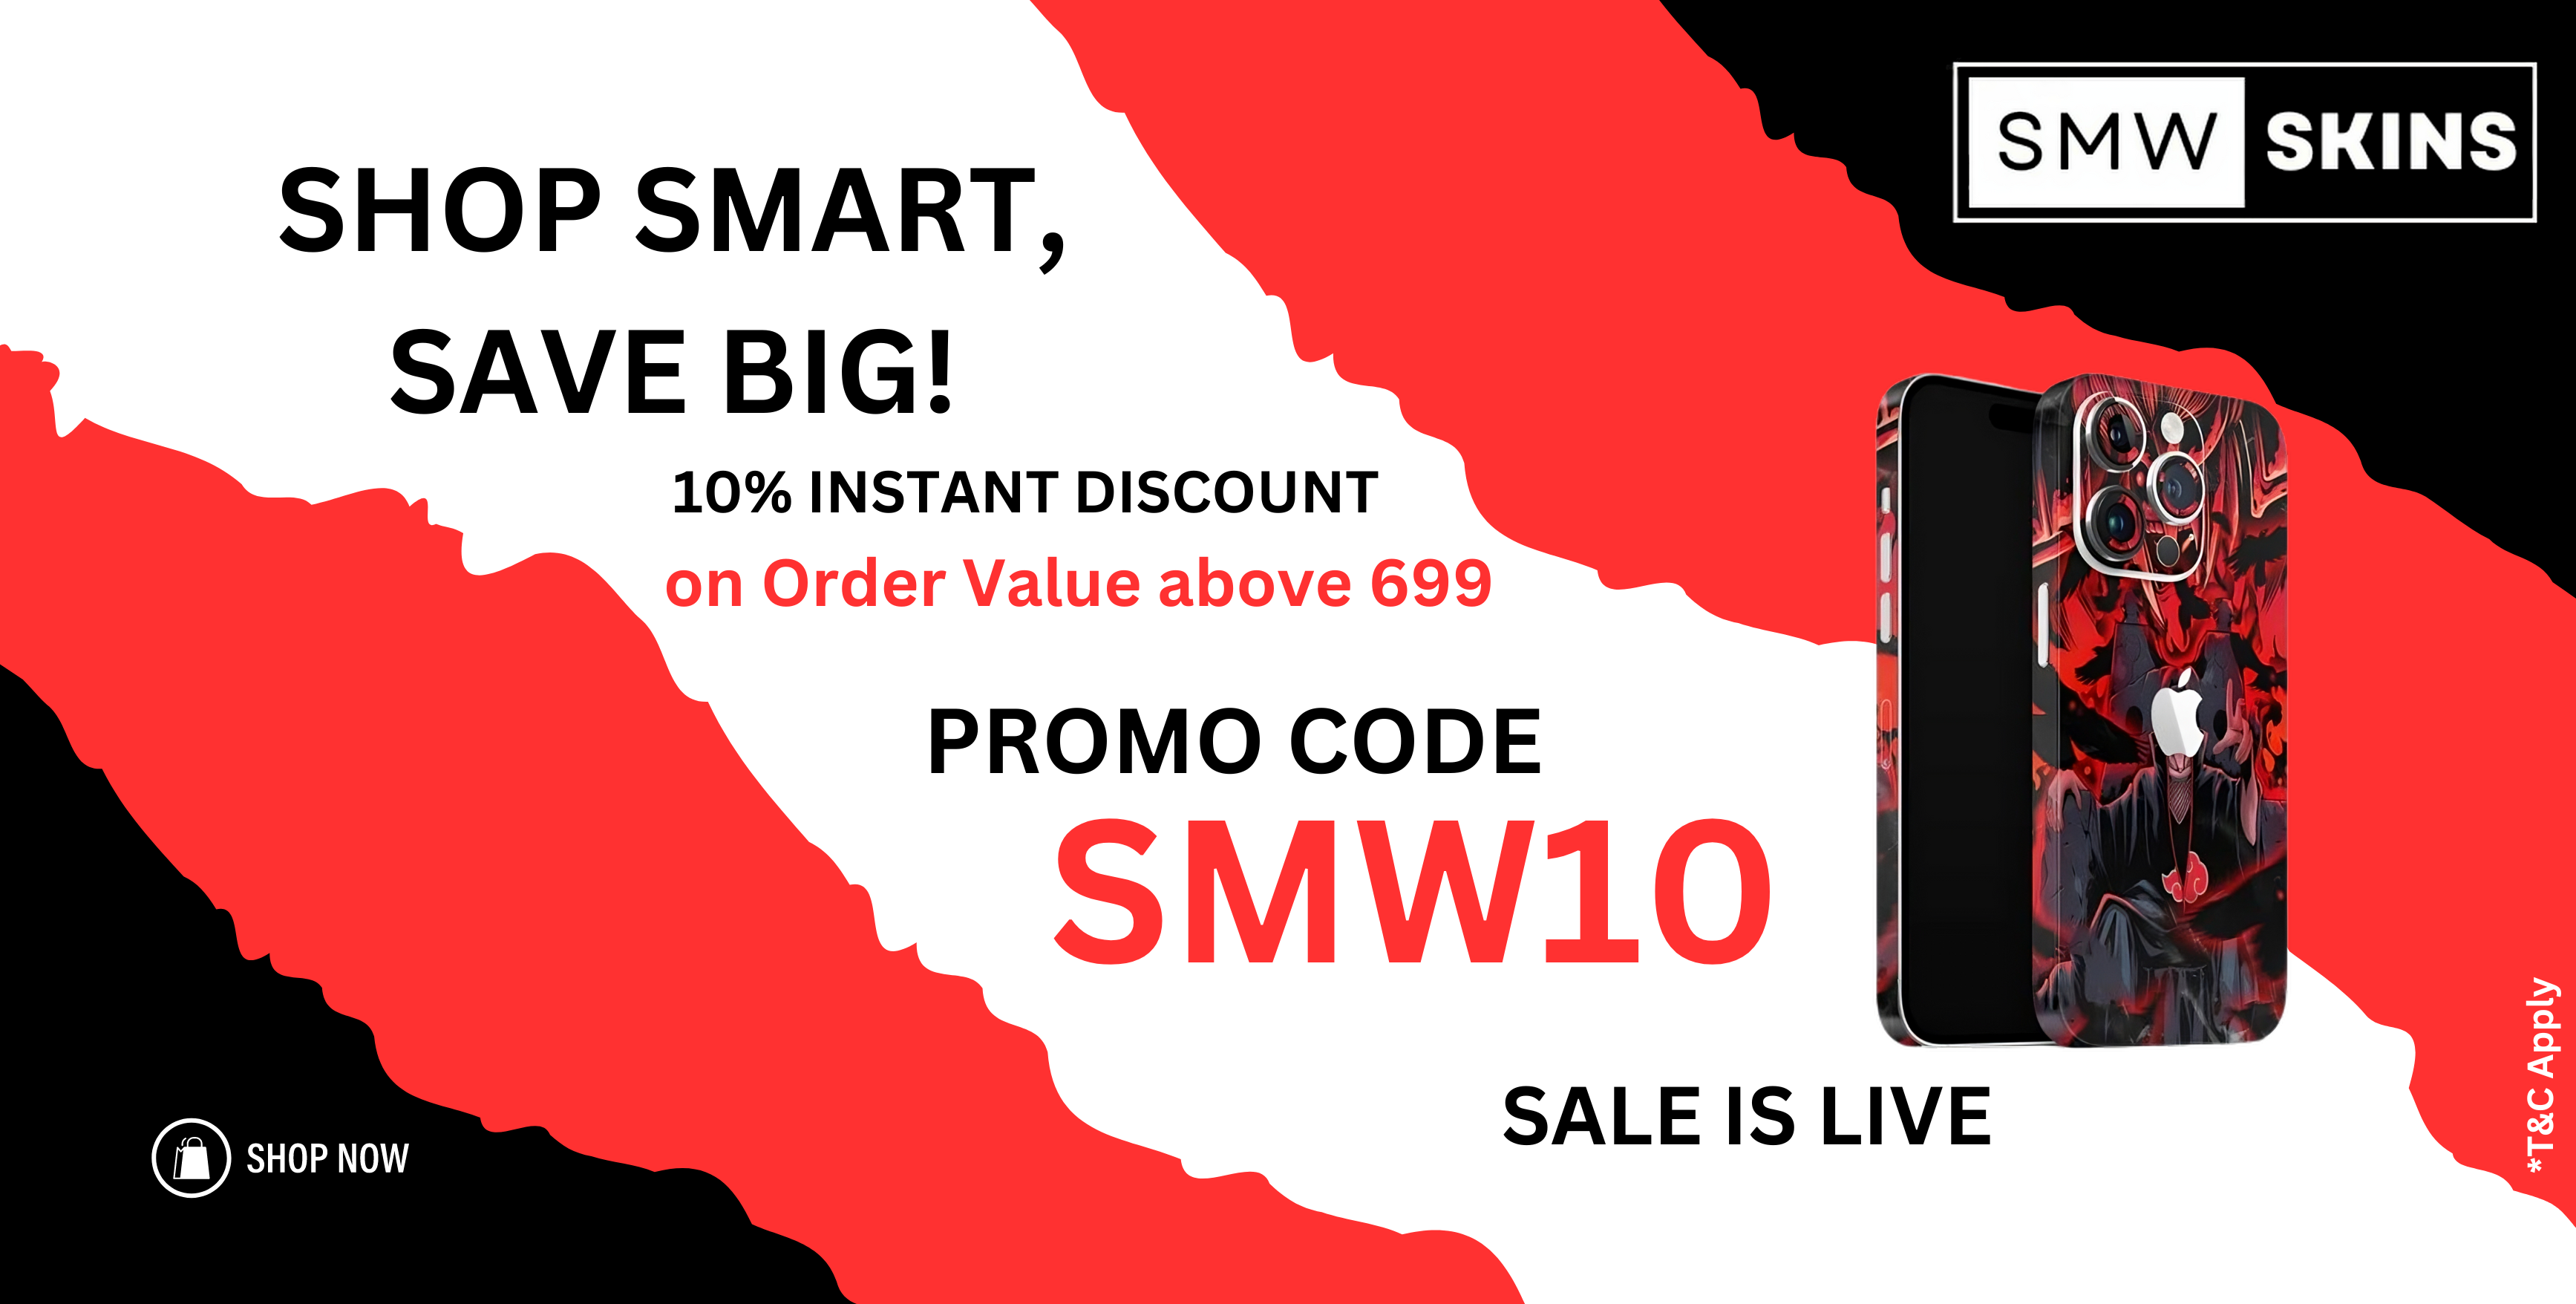 SMW SKINS
SHOP SMART,
SAVE BIG!
10% INSTANT DISCOUNT
on Order Value above 699
PROMO CODE
SMW10
SALE IS LIVE
SHOP NOW
*T&C Apply